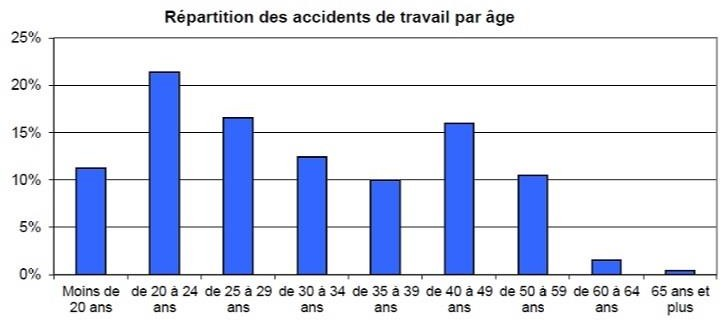 Répartition des accidents de travail par âge
25%
20%
15%
10%
5%
0%
Moins de 20 ans
de 20 à 24 ans
de 25 à 29 ans
de 30 à 34 ans
de 35 à 39 ans
de 40 à 49 ans
de 50 à 59 ans
de 60 à 64 ans
65 ans et plus